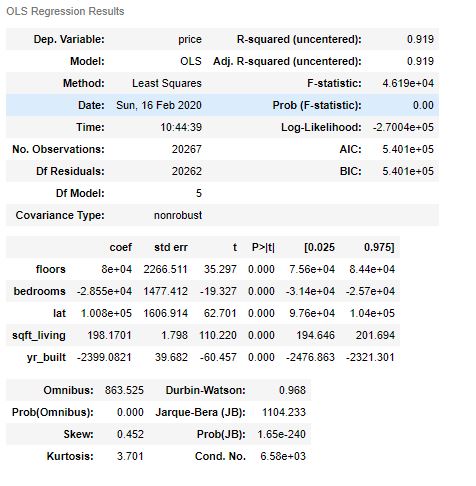 OLS Regression Results
Dep. Variable: price R-squared (uncentered): 0.919
Model: OLS Adj. R-squared (uncentered): 0.919
Method: Least Squares F-statistic: 4.619e+04
Date: Sun, 16 Feb 2020 Prob (F-statistic): 0.00
Time: 10:44:39 Log-Likelihood: -2.7004e+05
No. Observations: 20267 AIC: 5.401e+05
Df Residuals: 20262 BIC: 5.401e+05
Df Model: 5
Covariance Type: nonrobust
coef std err t P>|t| [0.025 0.975]
floors 8e+04 2266.511 35.297 0.000 7.56e+04 8.44e+04
bedrooms -2.855e+04 1477.412 -19.327 0.000 -3.14e+04 -2.57e+04
lat 1.008e+05 1606.914 62.701 0.000 9.76e+04 1.04e+05
sqft_living 198.1701 1.798 110.220 0.000 194.646 201.694
yr_built -2399.0821 39.682 -60.457 0.000 -2476.863 -2321.301
Omnibus: 863.525 Durbin-Watson: 0.968
Prob(Omnibus): 0.000 Jarque-Bera (JB): 1104.233
Skew: 0.452 Prob(JB): 1.65e-240
Kurtosis: 3.701 Cond. No. 6.58e+03